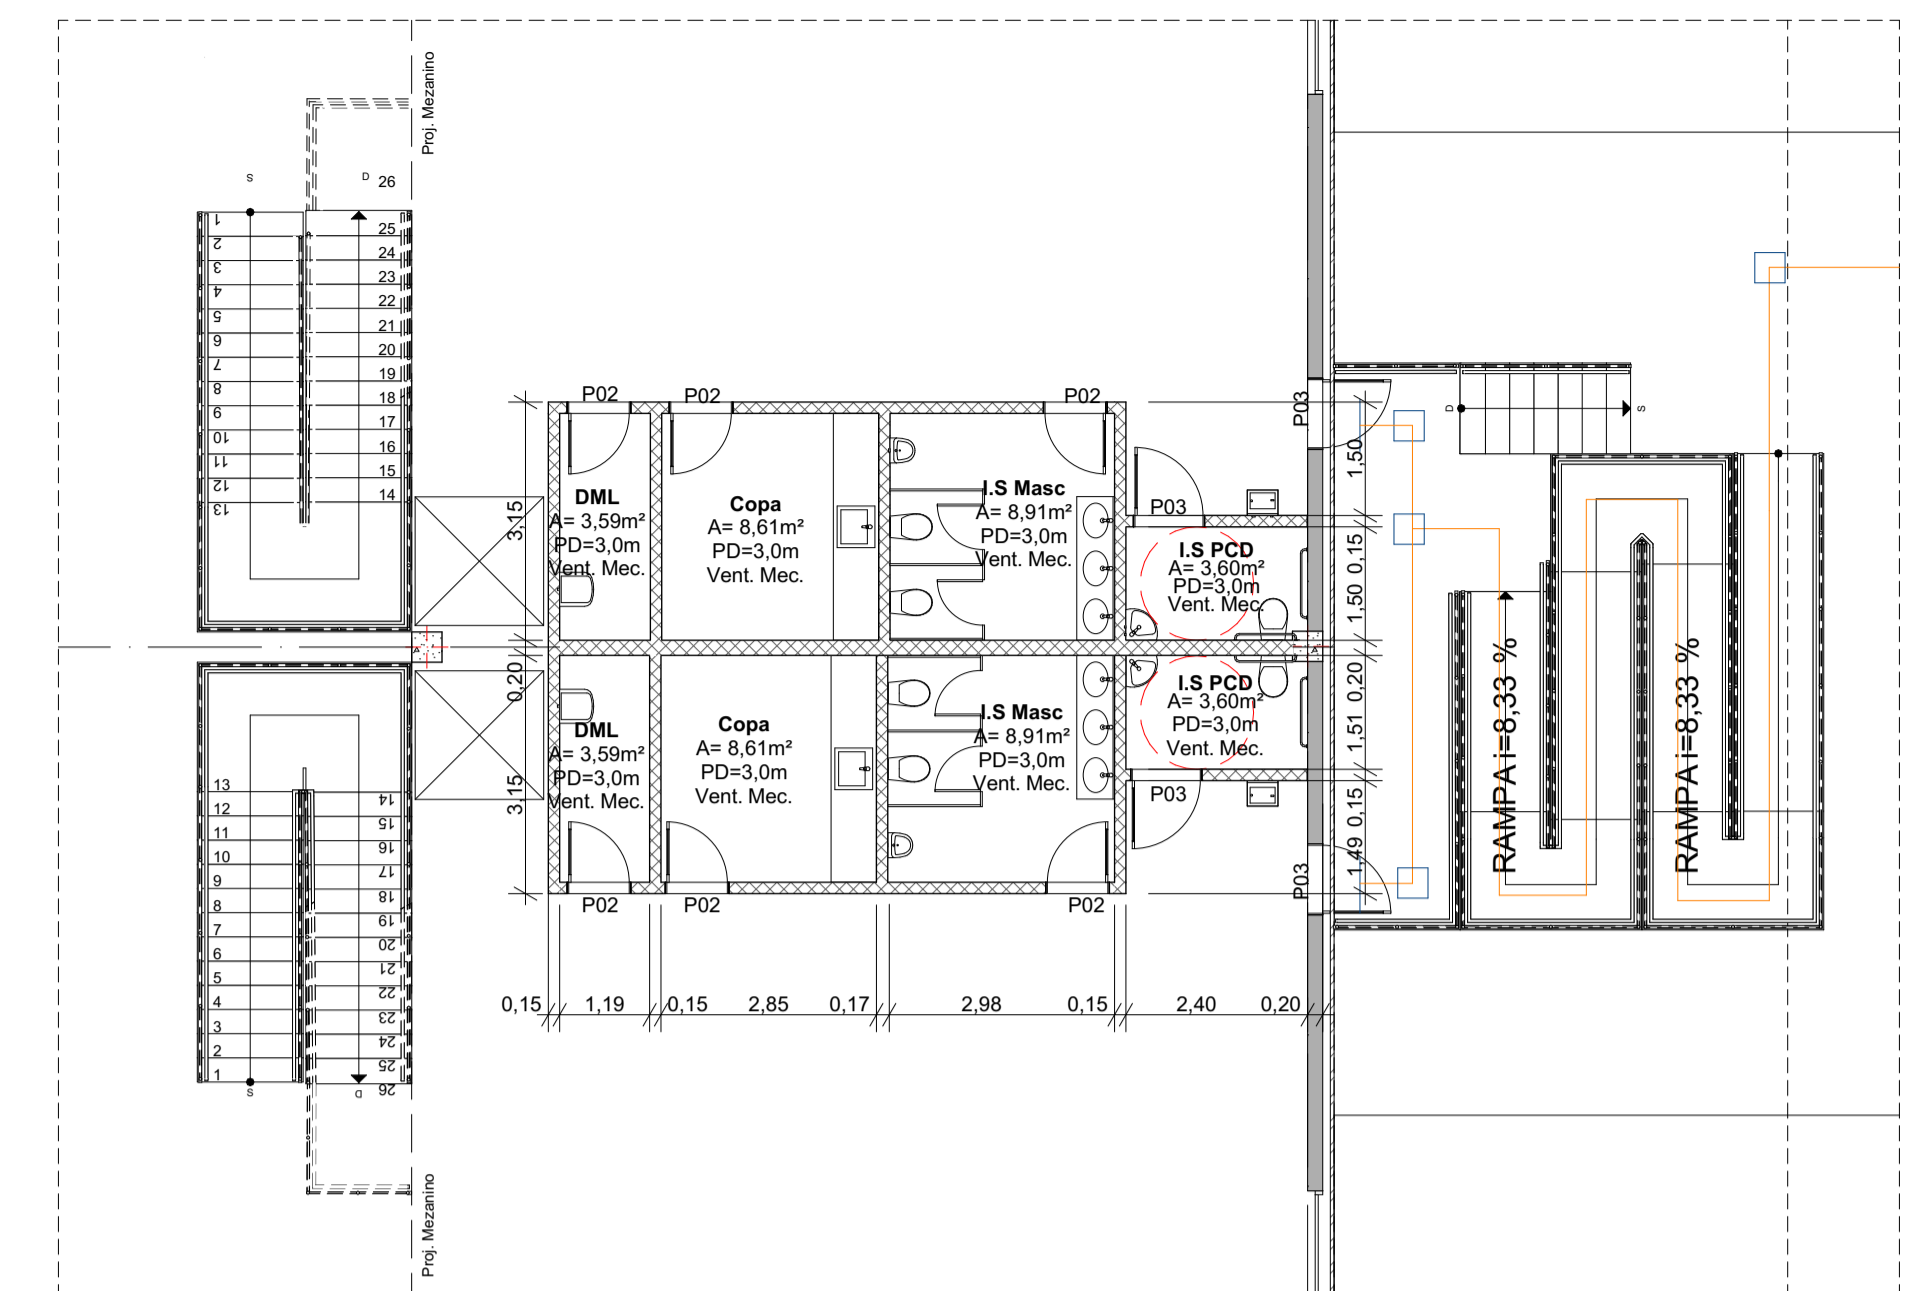 Proj. Mezanino
S
D 26
1
2
3
4
5
6
7
8
9
10
11
12
13
25
24
23
22
21
20
19
18
17
16
15
14
P02
P02
P02
P03
P03
D
S
3,15
0,20
3,15
DML
A= 3,59m²
PD=3,0m
Vent. Mec.
Copa
A= 8,61m²
PD=3,0m
Vent. Mec.
I.S Masc
A= 8,91m²
PD=3,0m
Vent. Mec.
I.S PCD
A= 3,60m²
PD=3,0m
Vent. Mec.
1,50
0,15
1,50
0,20
1,51
0,15
1,49
A
A
DML
A= 3,59m²
PD=3,0m
Vent. Mec.
Copa
A= 8,61m²
PD=3,0m
Vent. Mec.
I.S Masc
A= 8,91m²
PD=3,0m
Vent. Mec.
I.S PCD
A= 3,60m²
PD=3,0m
Vent. Mec.
RAMPA i=8,33 %
RAMPA i=8,33 %
P03
P03
P02
P02
P02
13
12
11
10
9
8
7
6
5
4
3
2
1
14
15
16
17
18
19
20
21
22
23
24
25
26
S
D
0,15
1,19
0,15
2,85
0,17
2,98
0,15
2,40
0,20
Proj. Mezanino